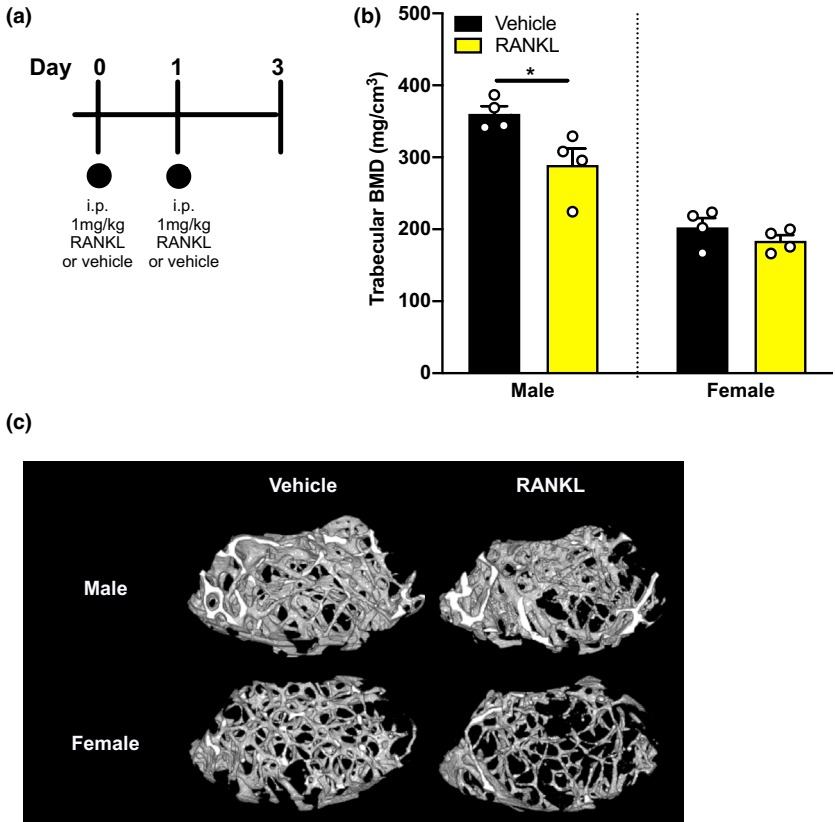 (a)
Day 0 1 3
i.p. i.p.
1mg/kg 1mg/kg
RANKL RANKL
or vehicle or vehicle
(b)
Trabecular BMD (mg/cm³)
500
400
300
200
100
0
Vehicle
RANKL
*
Male Female
(c)
Vehicle RANKL
Male
Female